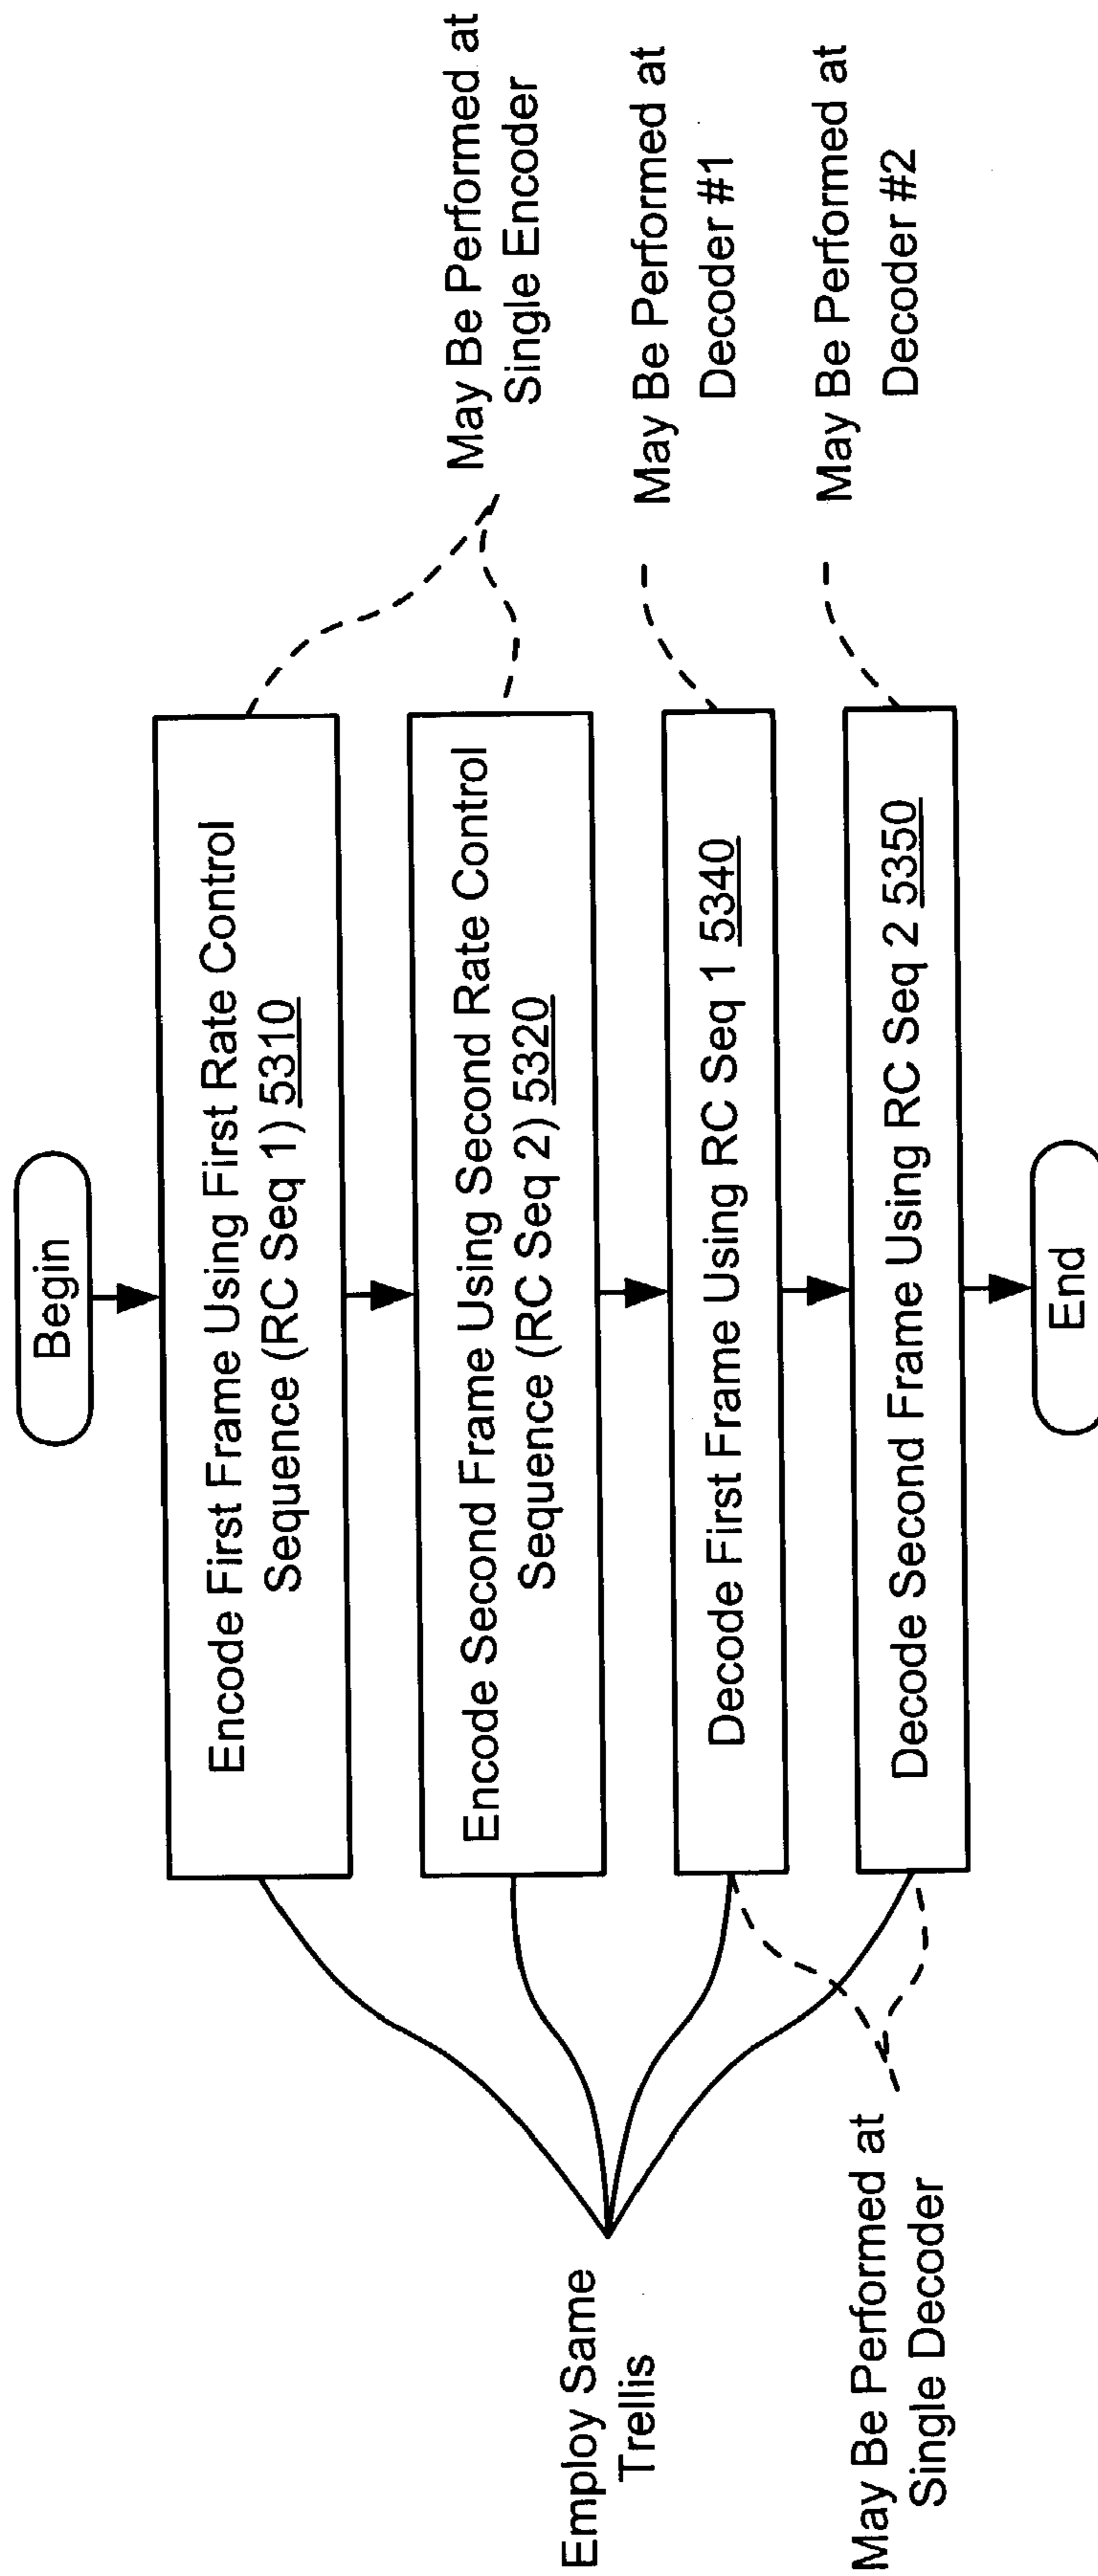 Begin
Encode First Frame Using First Rate Control
Sequence (RC Seq 1) 5310
Encode Second Frame Using Second Rate Control
Sequence (RC Seq 2) 5320
Decode First Frame Using RC Seq 1 5340
Decode Second Frame Using RC Seq 2 5350
End
May Be Performed at
Single Encoder
May Be Performed at
Decoder #1
May Be Performed at
Decoder #2
Employ Same
Trellis
May Be Performed at
Single Decoder